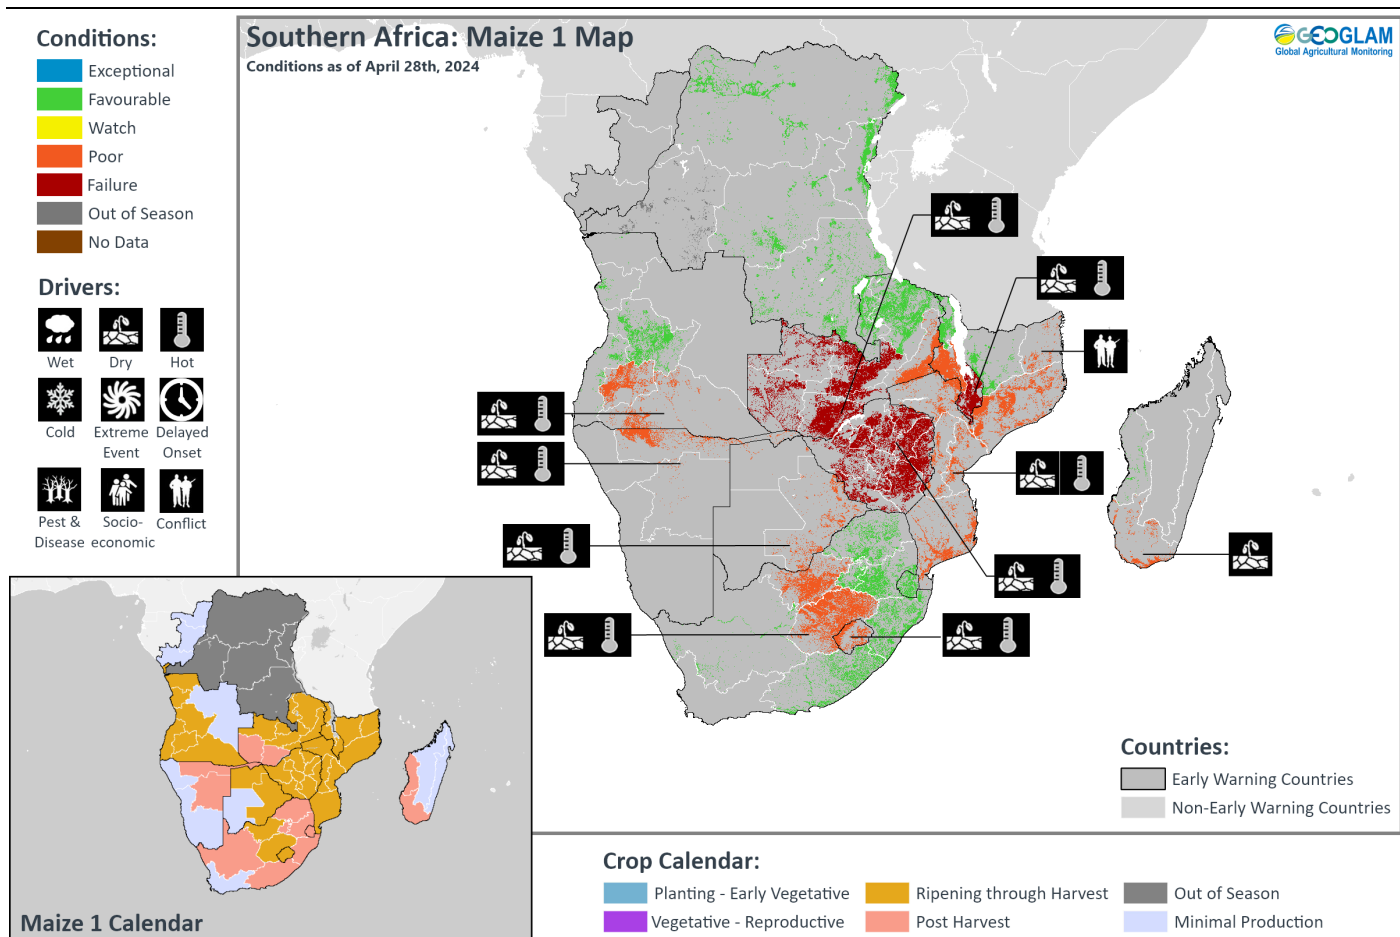 Conditions:
Exceptional
Favourable
Watch
Poor
Failure
Out of Season
No Data
Drivers:
Wet
Dry
Hot
Cold
Extreme Event
Delayed Onset
Pest & Disease
Socio-economic
Conflict
Southern Africa: Maize 1 Map
Conditions as of April 28th, 2024
GEOGLAM
Global Agricultural Monitoring
Countries:
Early Warning Countries
Non-Early Warning Countries
Maize 1 Calendar
Crop Calendar:
Planting - Early Vegetative
Ripening through Harvest
Out of Season
Vegetative - Reproductive
Post Harvest
Minimal Production